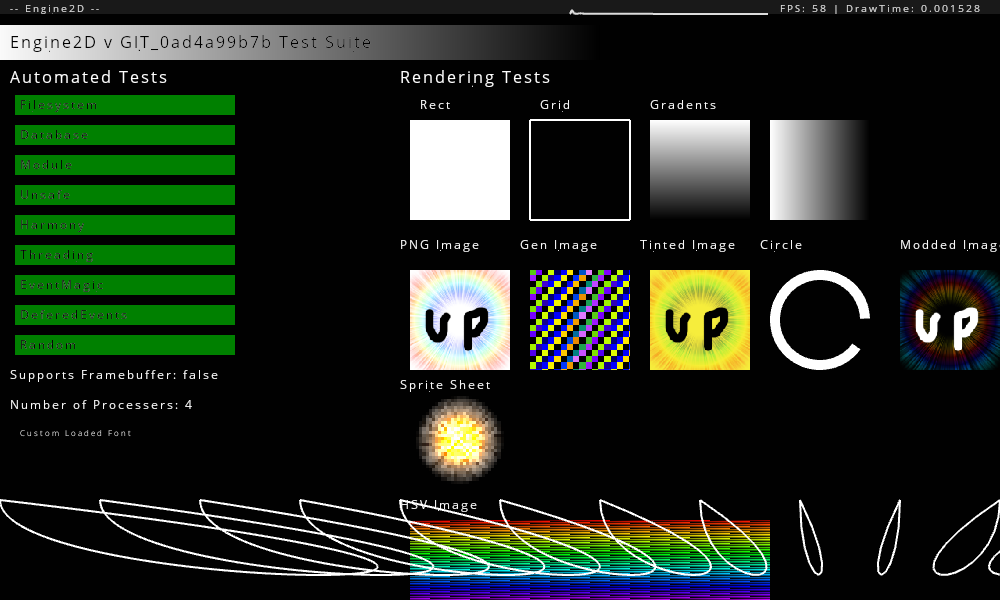 -- Engine2D --
FPS: 58 | DrawTime: 0.001528
Engine2D v GIT_0ad4a99b7b Test Suite
Automated Tests
Filesystem
Database
Module
Update
Harmony
Threading
EventMagic
DeferedEvents
Random
Supports Framebuffer: false
Number of Processers: 4
Custom Loaded Font
Rendering Tests
Rect Grid Gradents
PNG Image Gen Image Tinted Image Circle Modded Imag
UP UP UP
Sprite Sheet
HSV Image